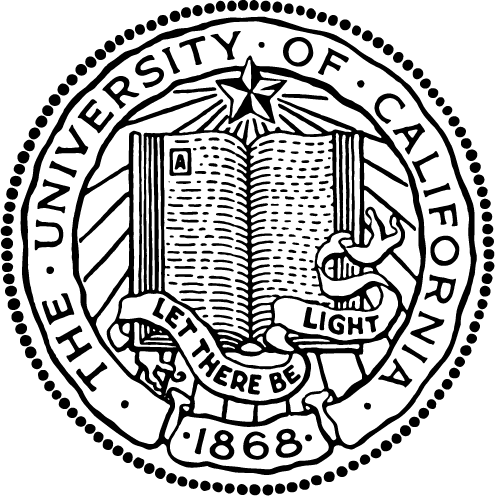 THE · UNIVERSITY · OF · CALIFORNIA
A
LET THERE BE
LIGHT
·1868·